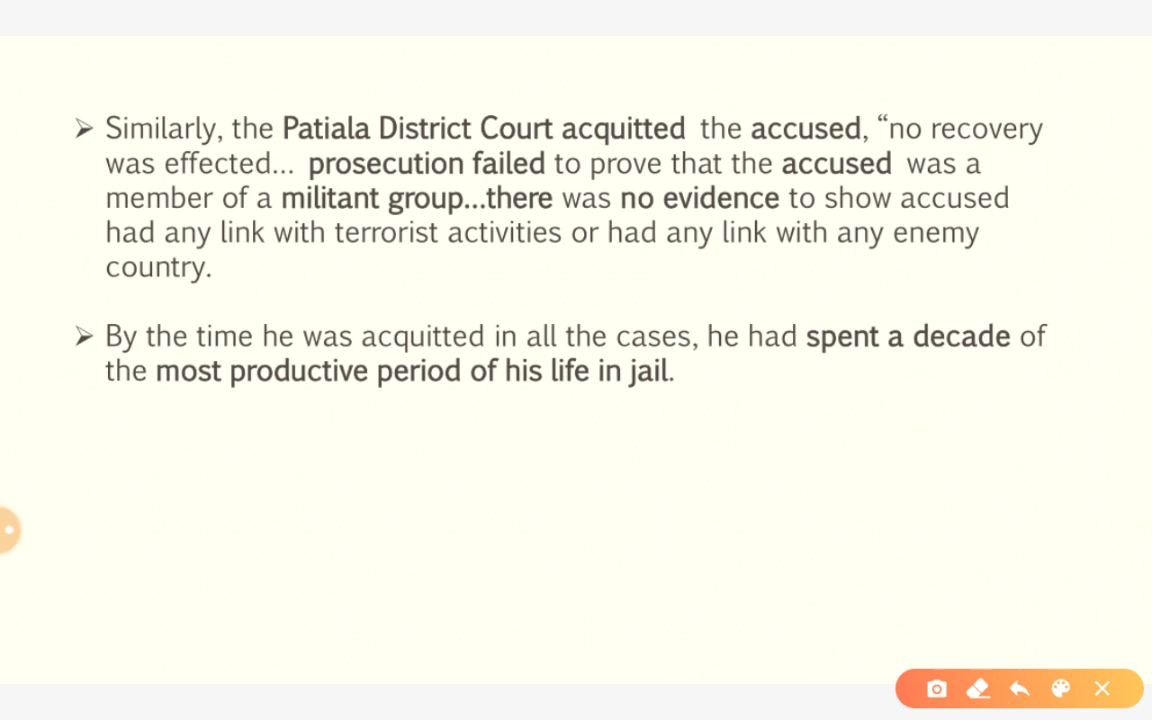 ➢ Similarly, the Patiala District Court acquitted the accused, “no recovery
was effected... prosecution failed to prove that the accused was a
member of a militant group...there was no evidence to show accused
had any link with terrorist activities or had any link with any enemy
country.
➢ By the time he was acquitted in all the cases, he had spent a decade of
the most productive period of his life in jail.